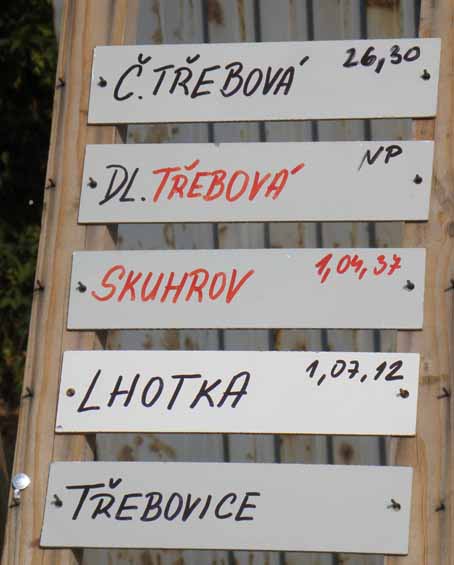 Č. TŘEBOVÁ 26,30
DL. TŘEBOVÁ NP
SKUHROV 1,04,37
LHOTKA 1,07,12
TŘEBOVICE